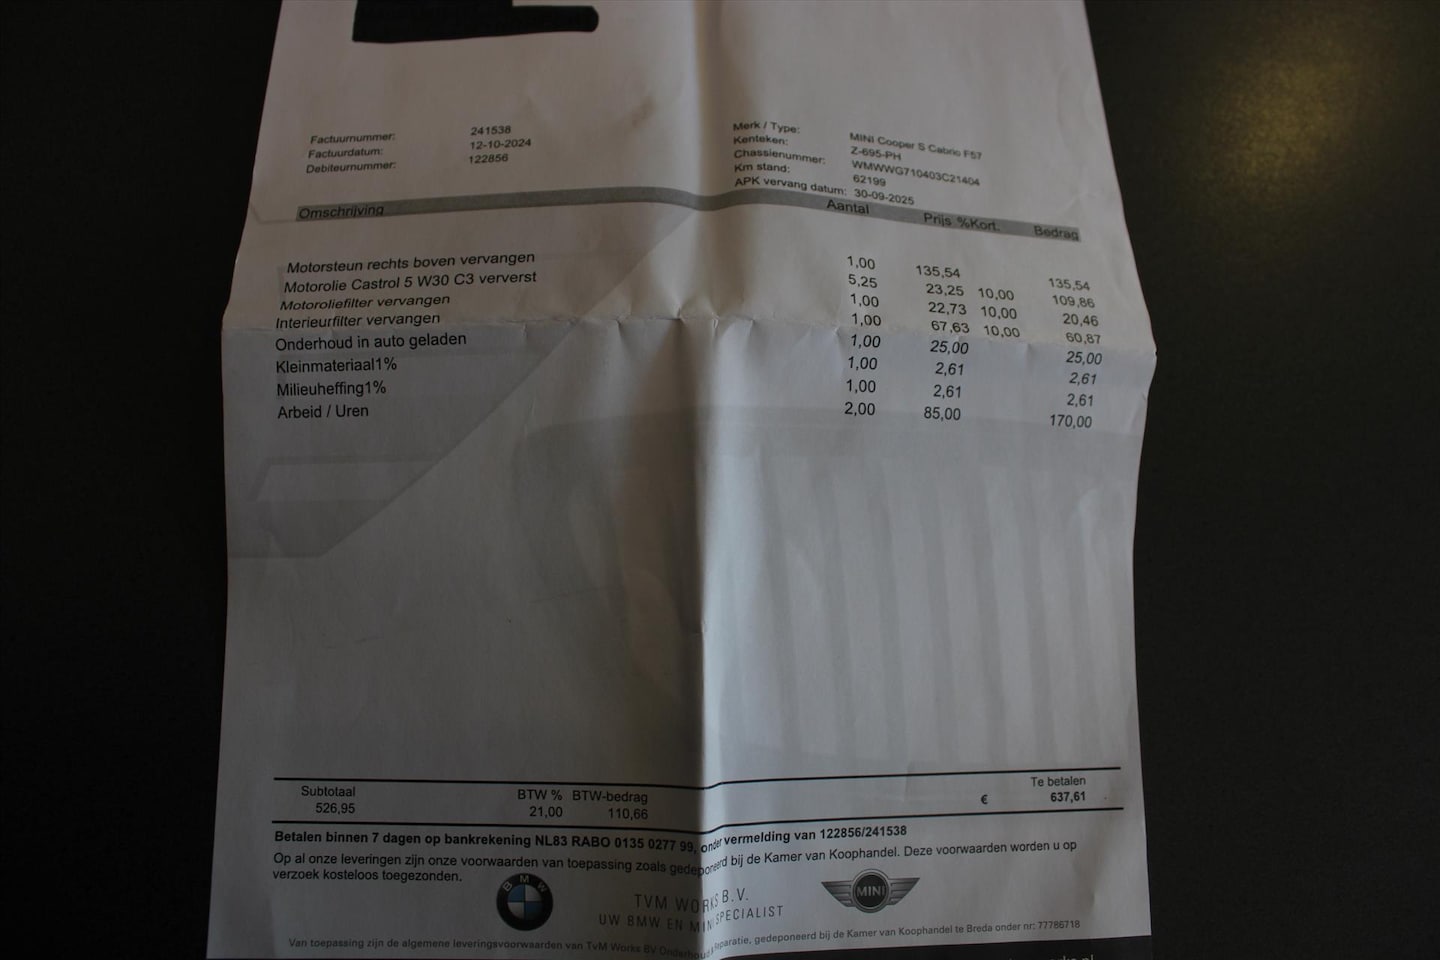 Factuurnummer: 241538
Factuurdatum: 12-10-2024
Debiteurnummer: 122856
Merk / Type: MINI Cooper S Cabrio F57
Kenteken: Z-695-PH
Chassienummer: WMWWG710403C21404
Km stand: 62199
APK vervang datum: 30-09-2025
Omschrijving Aantal Prijs %Kort. Bedrag
Motorsteun rechts boven vervangen 1,00 135,54 135,54
Motorolie Castrol 5 W30 C3 ververst 5,25 23,25 10,00 109,86
Motoroliefilter vervangen 1,00 22,73 10,00 20,46
Interieurfilter vervangen 1,00 67,63 10,00 60,87
Onderhoud in auto geladen 1,00 25,00 25,00
Kleinmateriaal1% 1,00 2,61 2,61
Milieuheffing1% 1,00 2,61 2,61
Arbeid / Uren 2,00 85,00 170,00
Subtotaal BTW % BTW-bedrag Te betalen
526,95 21,00 110,66 € 637,61
Betalen binnen 7 dagen op bankrekening NL83 RABO 0135 0277 99, onder vermelding van 122856/241538
Op al onze leveringen zijn onze voorwaarden van toepassing zoals gedeponeerd bij de Kamer van Koophandel. Deze voorwaarden worden u op
verzoek kosteloos toegezonden.
BMW
TVM WORKS B.V.
UW BMW EN MINI SPECIALIST
MINI
Van toepassing zijn de algemene leveringsvoorwaarden van TvM Works BV Onderhoud & Reparatie, gedeponeerd bij de Kamer van Koophandel te Breda onder nr: 77786718